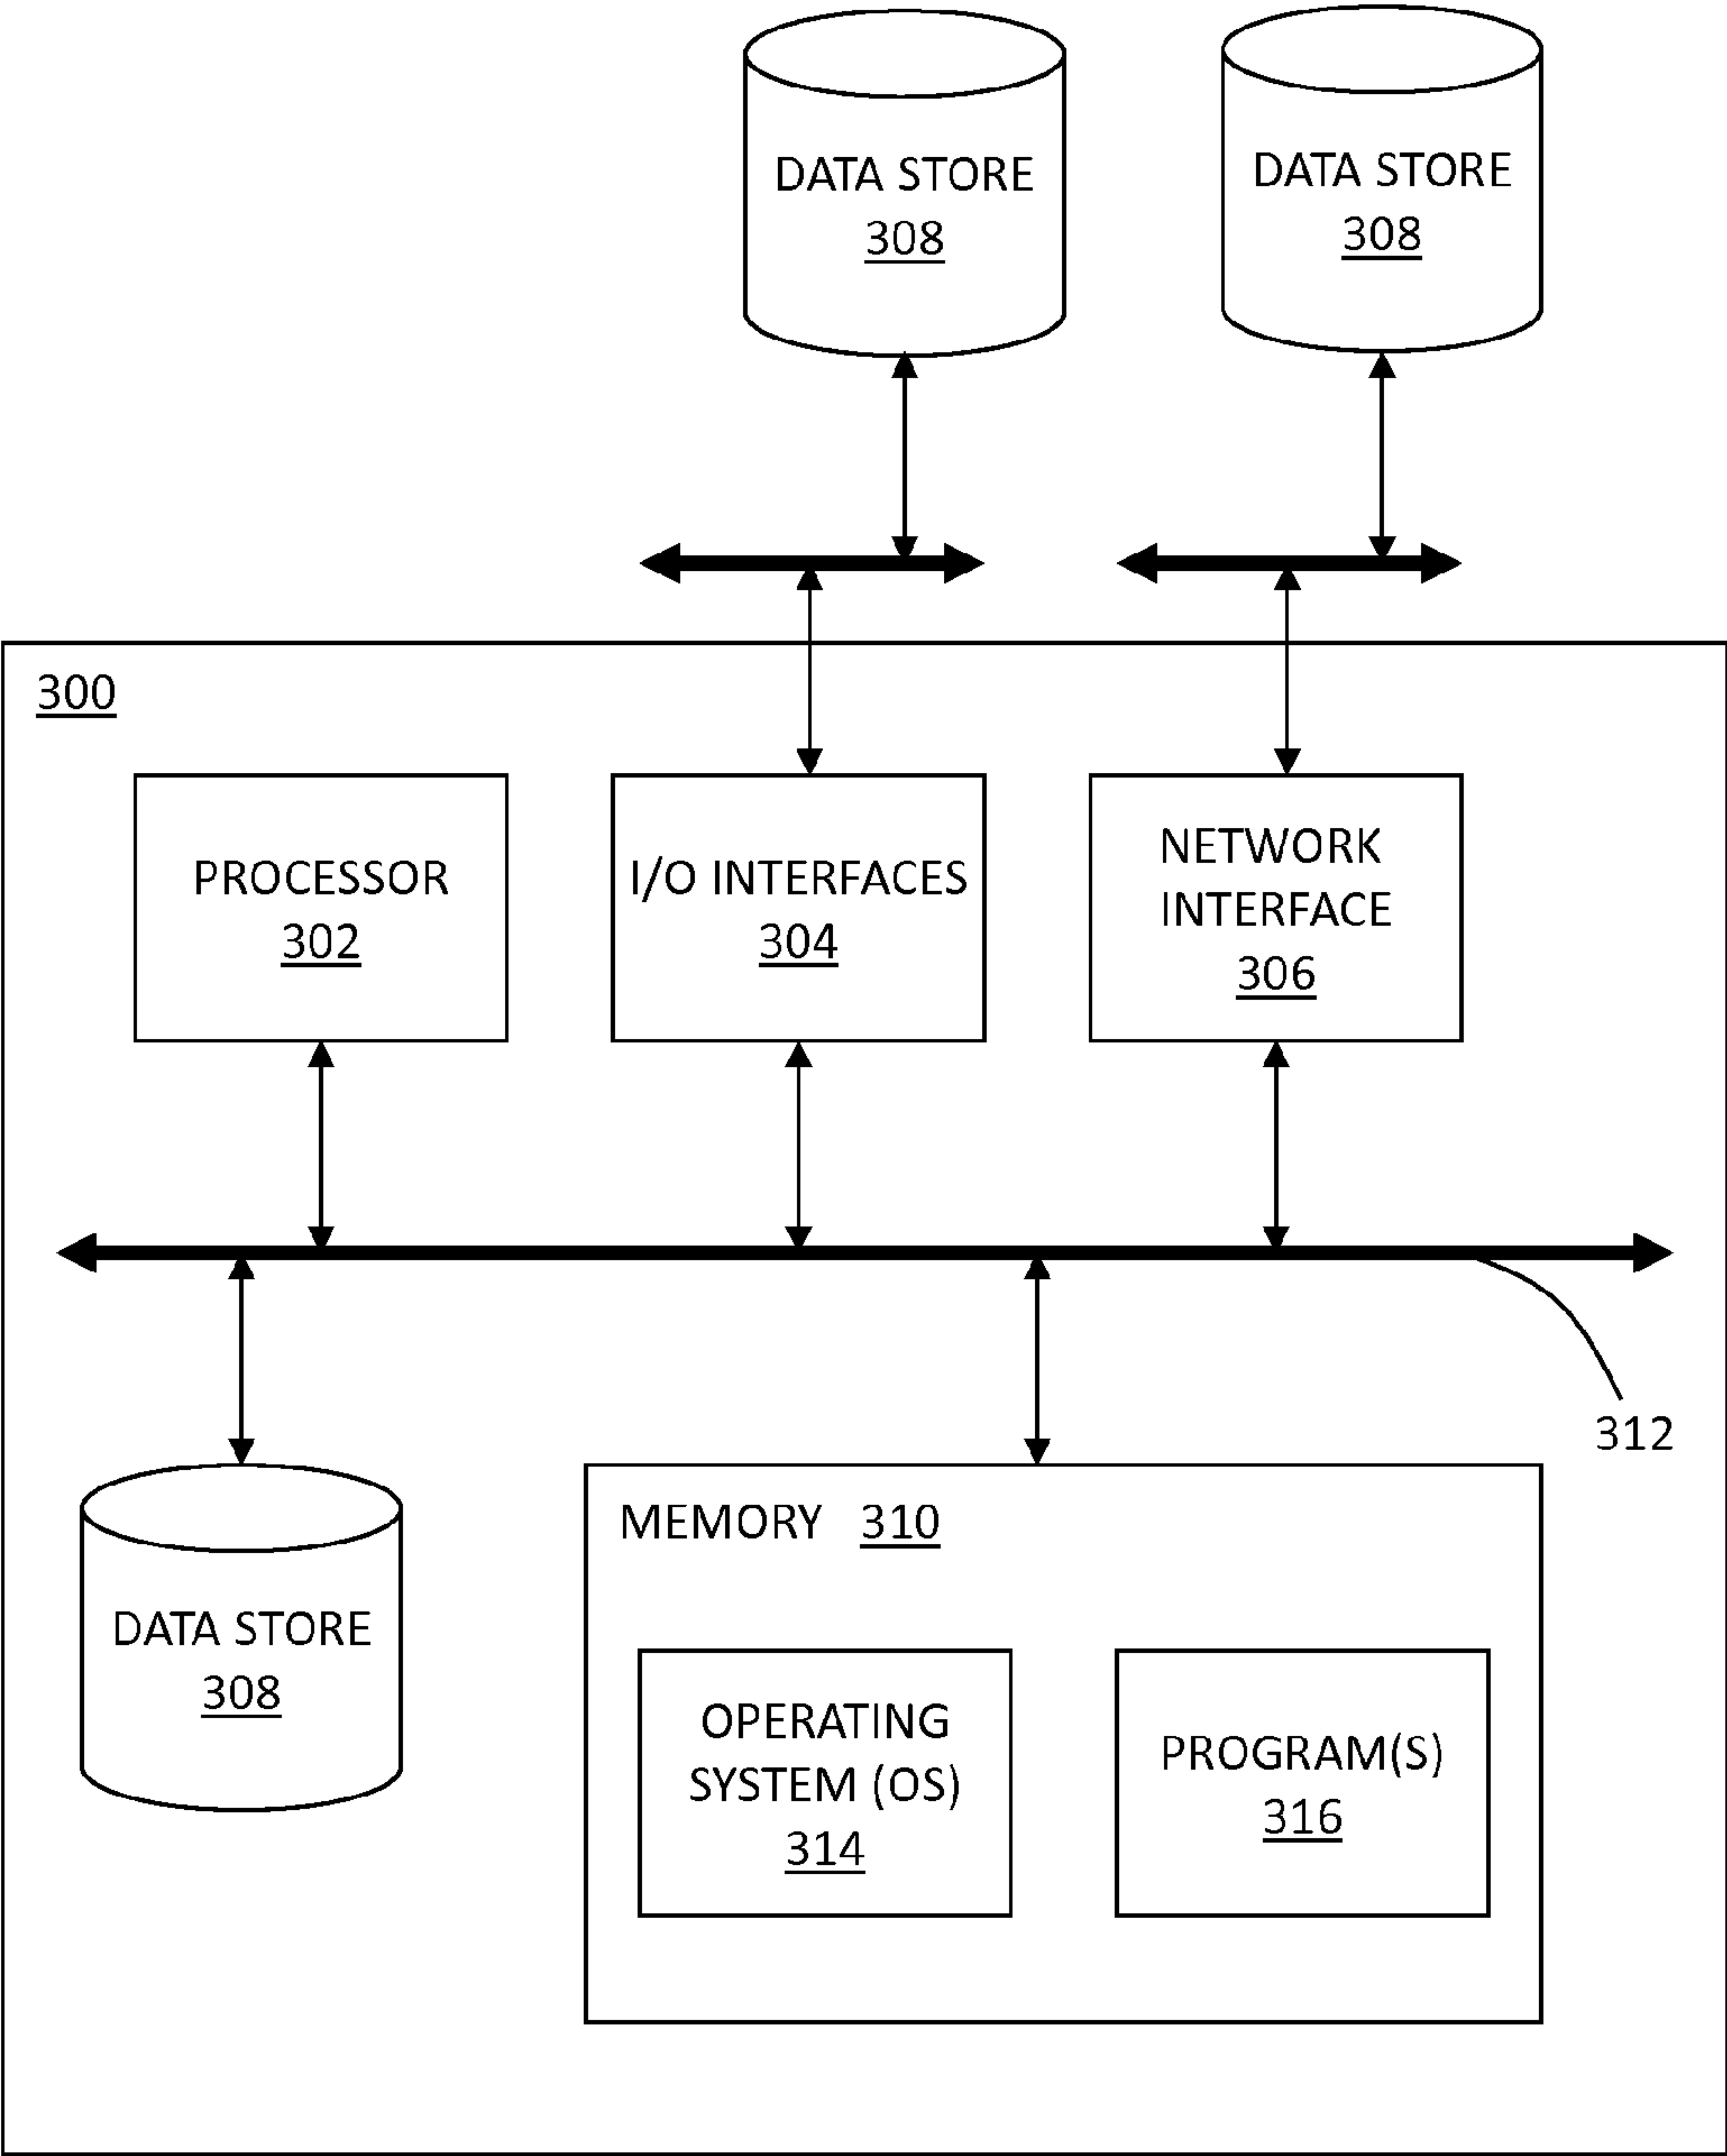 DATA STORE
308
DATA STORE
308
300
PROCESSOR
302
I/O INTERFACES
304
NETWORK
INTERFACE
306
312
DATA STORE
308
MEMORY 310
OPERATING
SYSTEM (OS)
314
PROGRAM(S)
316